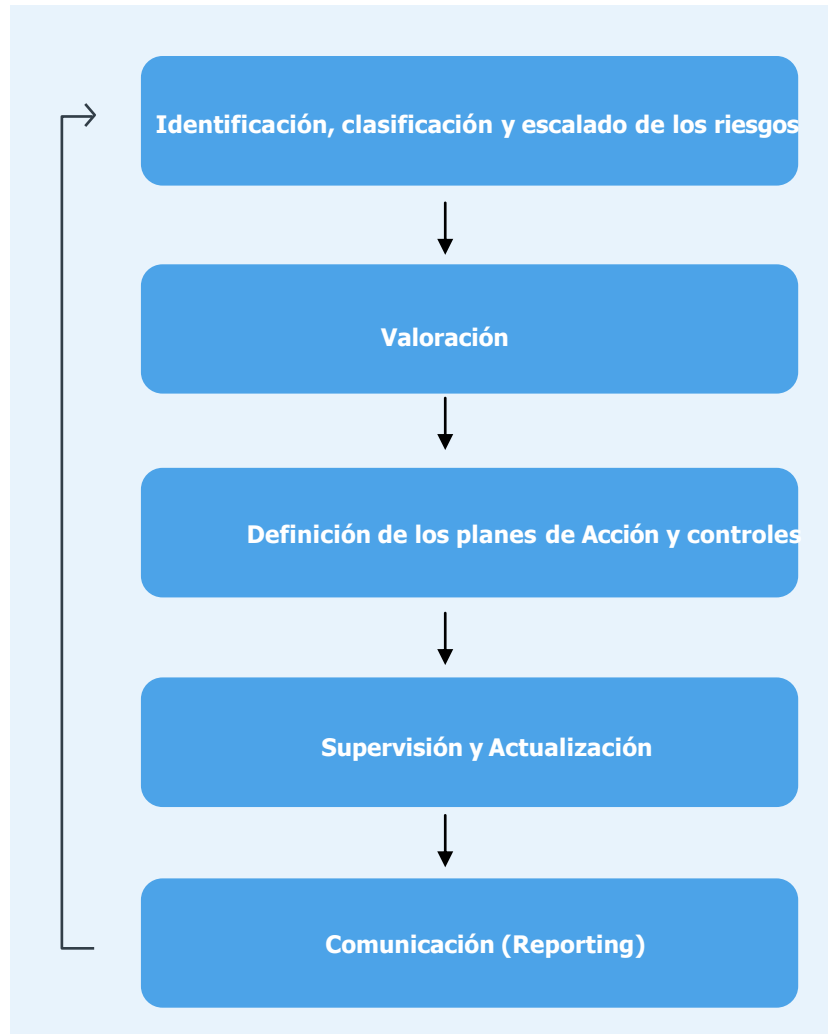 Identificación, clasificación y escalado de los riesgos
Valoración
Definición de los planes de Acción y controles
Supervisión y Actualización
Comunicación (Reporting)